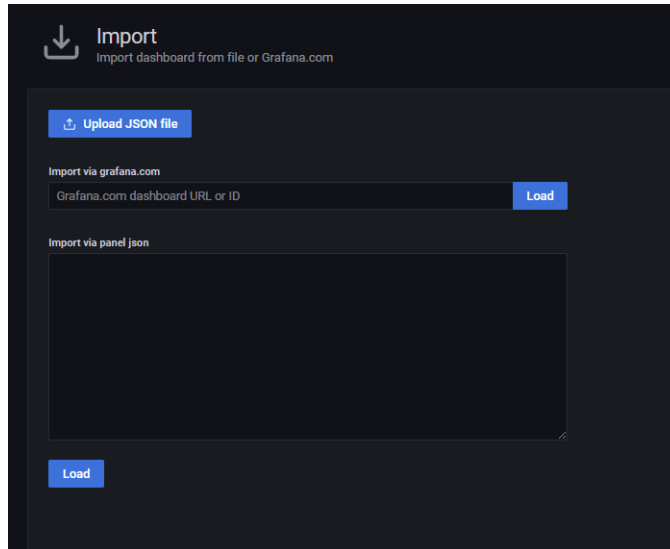 Import
Import dashboard from file or Grafana.com
Upload JSON file
Import via grafana.com
Grafana.com dashboard URL or ID
Load
Import via panel json
Load